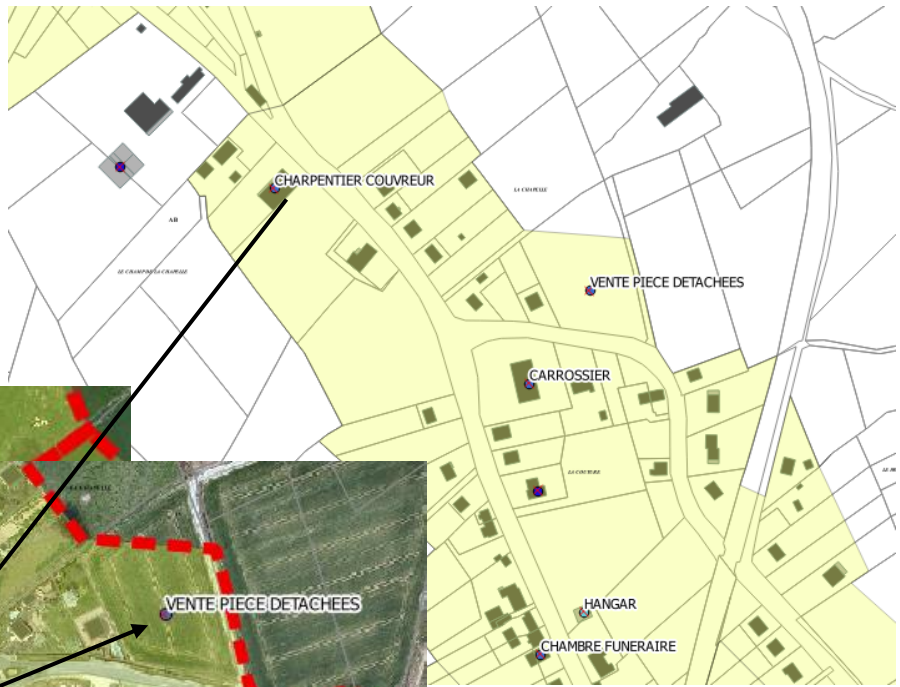 CHARPENTIER COUVREUR
LA CHAPELLE
AB
LE CHAMP DE LA CHAPELLE
VENTE PIECE DETACHEES
CARROSSIER
LA COUTURE
VENTE PIECE DETACHEES
HANGAR
CHAMBRE FUNERAIRE